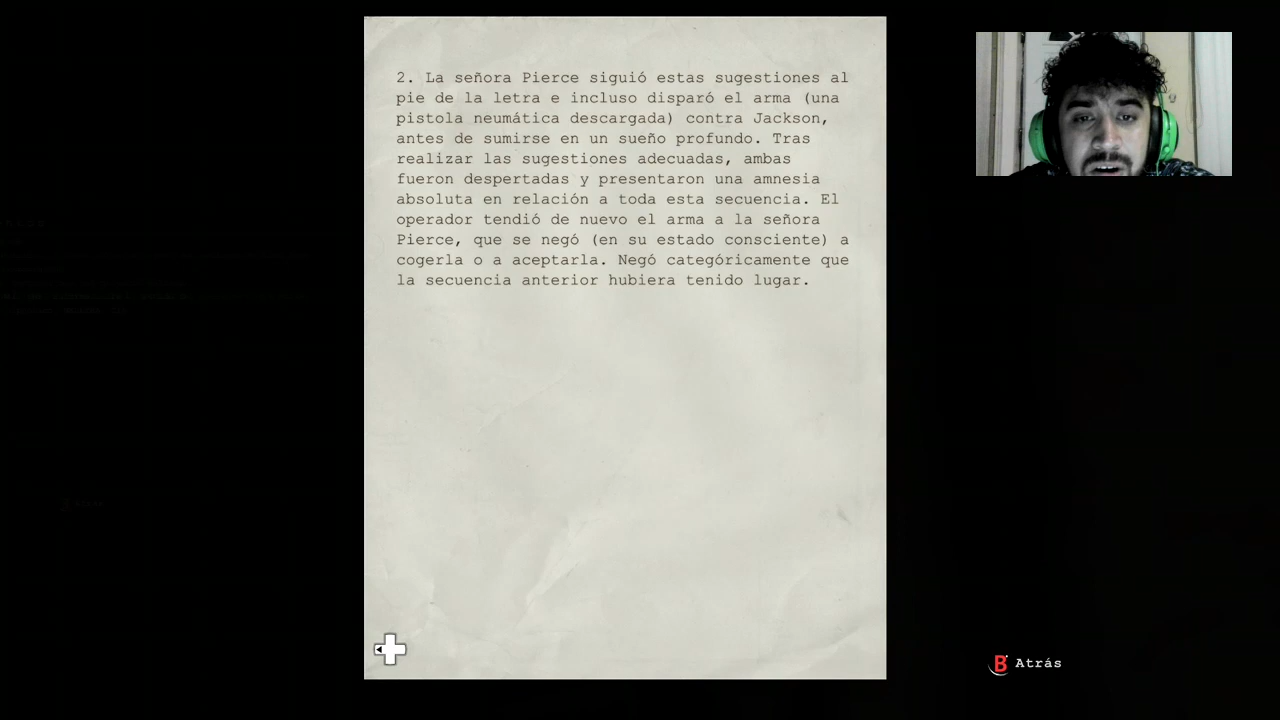 2. La señora Pierce siguió estas sugestiones al
pie de la letra e incluso disparó el arma (una
pistola neumática descargada) contra Jackson,
antes de sumirse en un sueño profundo. Tras
realizar las sugestiones adecuadas, ambas
fueron despertadas y presentaron una amnesia
absoluta en relación a toda esta secuencia. El
operador tendió de nuevo el arma a la señora
Pierce, que se negó (en su estado consciente) a
cogerla o a aceptarla. Negó categóricamente que
la secuencia anterior hubiera tenido lugar.
B Atrás